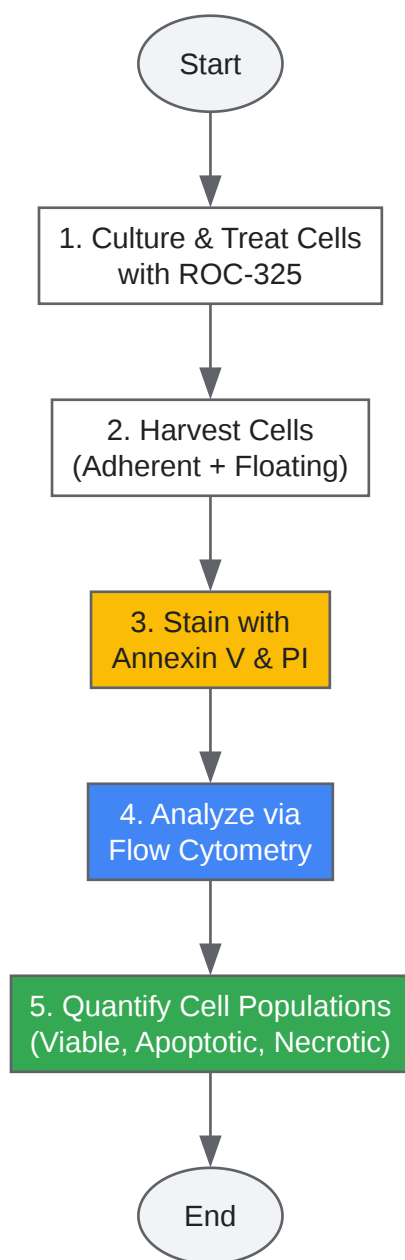 Start
1. Culture & Treat Cells
with ROC-325
2. Harvest Cells
(Adherent + Floating)
3. Stain with
Annexin V & PI
4. Analyze via
Flow Cytometry
5. Quantify Cell Populations
(Viable, Apoptotic, Necrotic)
End